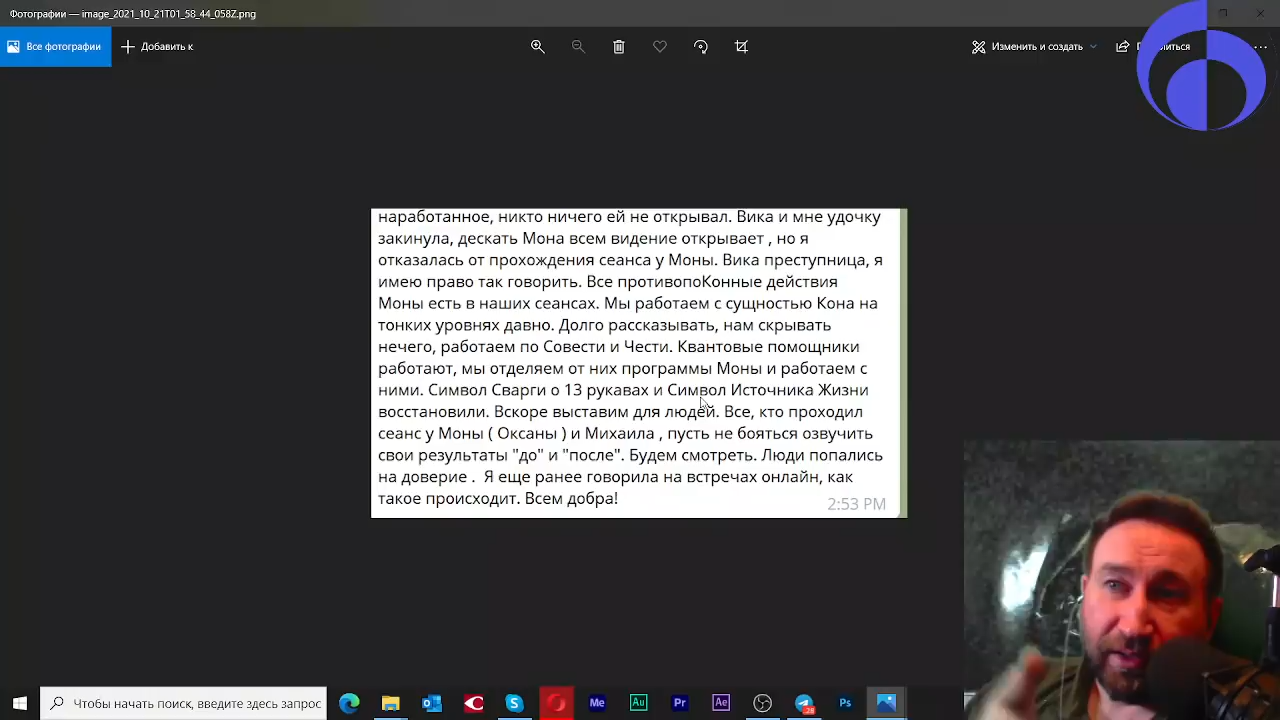 Фотографии — image_2021_10_21T01_58_44_058Z.png
Все фотографии
Добавить к
Изменить и создать
наработанное, никто ничего ей не открывал. Вика и мне удочку
закинула, дескать Мона всем видение открывает , но я
отказалась от прохождения сеанса у Моны. Вика преступница, я
имею право так говорить. Все противопоКонные действия
Моны есть в наших сеансах. Мы работаем с сущностью Кона на
тонких уровнях давно. Долго рассказывать, нам скрывать
нечего, работаем по Совести и Чести. Квантовые помощники
работают, мы отделяем от них программы Моны и работаем с
ними. Символ Сварги о 13 рукавах и Символ Источника Жизни
восстановили. Вскоре выставим для людей. Все, кто проходил
сеанс у Моны ( Оксаны ) и Михаила , пусть не бояться озвучить
свои результаты "до" и "после". Будем смотреть. Люди попались
на доверие .  Я еще ранее говорила на встречах онлайн, как
такое происходит. Всем добра!
2:53 PM
Чтобы начать поиск, введите здесь запрос
Me
Au
Pr
Ae
Ps